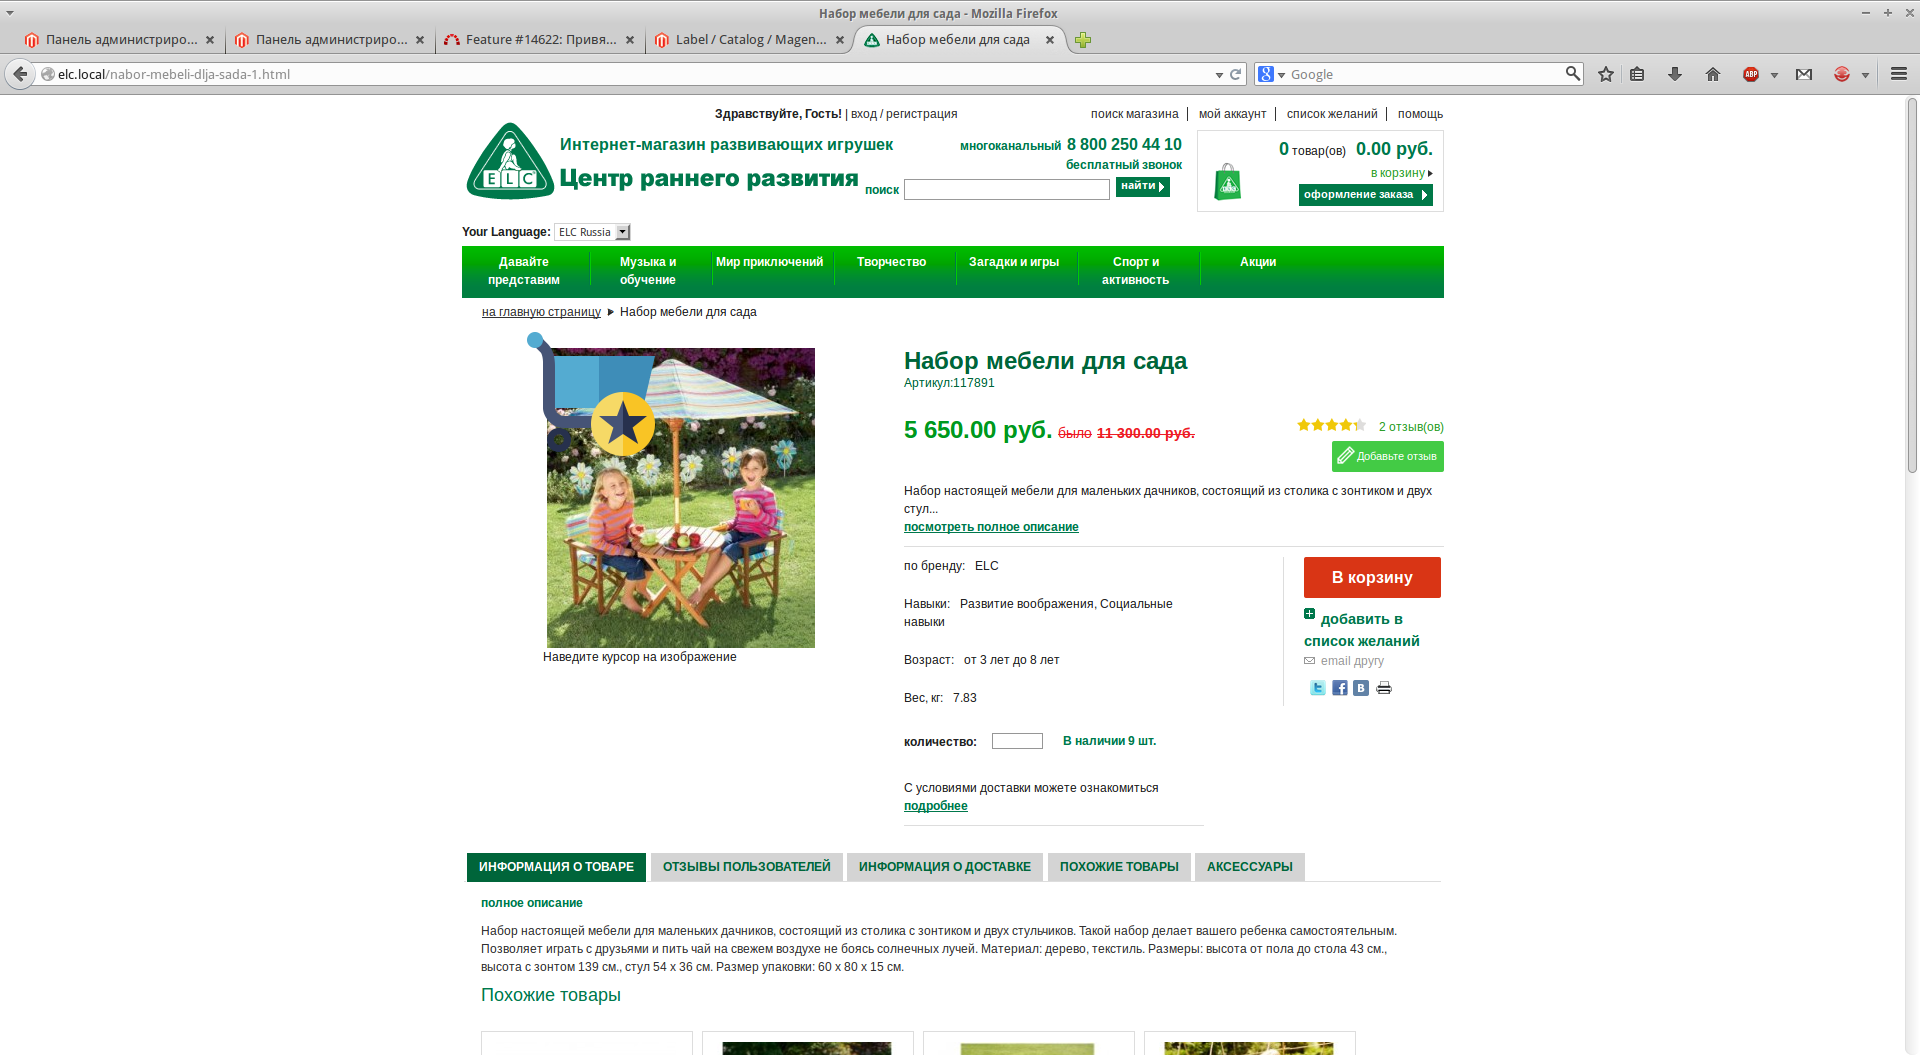 Набор мебели для сада - Mozilla Firefox
Панель администриро...
Панель администриро...
Feature #14622: Привя...
Label / Catalog / Magen...
Набор мебели для сада
elc.local/nabor-mebeli-dlja-sada-1.html
Google
ABP
Здравствуйте, Гость! | вход / регистрация
поиск магазина
мой аккаунт
список желаний
помощь
ELC
Интернет-магазин развивающих игрушек
Центр раннего развития
многоканальный 8 800 250 44 10
бесплатный звонок
поиск
найти
0 товар(ов) 0.00 руб.
в корзину
оформление заказа
Your Language: ELC Russia
Давайте представим
Музыка и обучение
Мир приключений
Творчество
Загадки и игры
Спорт и активность
Акции
на главную страницу
Набор мебели для сада
Наведите курсор на изображение
Набор мебели для сада
Артикул:117891
5 650.00 руб. было 11 300.00 руб.
2 отзыв(ов)
Добавьте отзыв
Набор настоящей мебели для маленьких дачников, состоящий из столика с зонтиком и двух
стул...
посмотреть полное описание
по бренду: ELC
Навыки: Развитие воображения, Социальные
навыки
Возраст: от 3 лет до 8 лет
Вес, кг: 7.83
количество:
В наличии 9 шт.
С условиями доставки можете ознакомиться
подробнее
В корзину
добавить в
список желаний
email другу
ИНФОРМАЦИЯ О ТОВАРЕ
ОТЗЫВЫ ПОЛЬЗОВАТЕЛЕЙ
ИНФОРМАЦИЯ О ДОСТАВКЕ
ПОХОЖИЕ ТОВАРЫ
АКСЕССУАРЫ
полное описание
Набор настоящей мебели для маленьких дачников, состоящий из столика с зонтиком и двух стульчиков. Такой набор делает вашего ребенка самостоятельным.
Позволяет играть с друзьями и пить чай на свежем воздухе не боясь солнечных лучей. Материал: дерево, текстиль. Размеры: высота от пола до стола 43 см.,
высота с зонтом 139 см., стул 54 х 36 см. Размер упаковки: 60 х 80 х 15 см.
Похожие товары